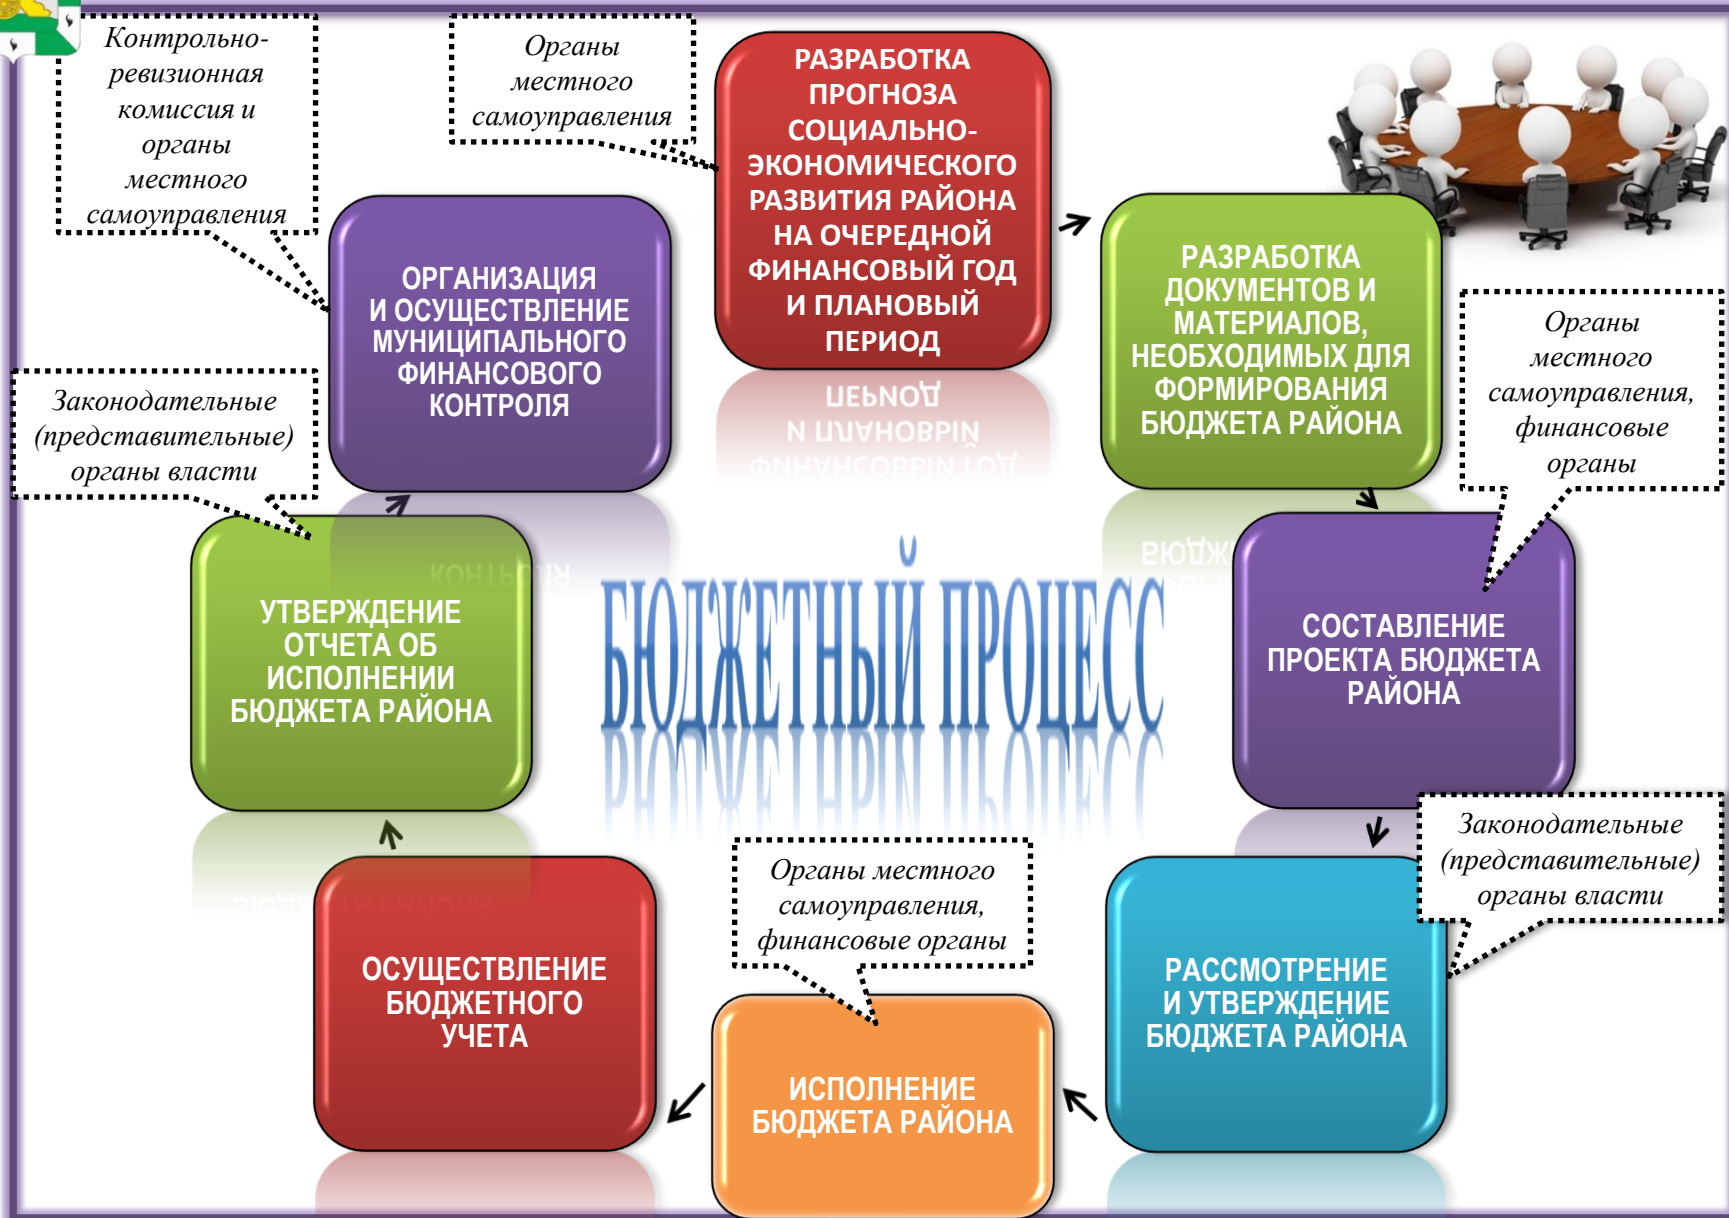 Контрольно-
ревизионная
комиссия и
органы
местного
самоуправления
Органы
местного
самоуправления
РАЗРАБОТКА
ПРОГНОЗА
СОЦИАЛЬНО-
ЭКОНОМИЧЕСКОГО
РАЗВИТИЯ РАЙОНА
НА ОЧЕРЕДНОЙ
ФИНАНСОВЫЙ ГОД
И ПЛАНОВЫЙ
ПЕРИОД
РАЗРАБОТКА
ДОКУМЕНТОВ И
МАТЕРИАЛОВ,
НЕОБХОДИМЫХ ДЛЯ
ФОРМИРОВАНИЯ
БЮДЖЕТА РАЙОНА
Органы
местного
самоуправления,
финансовые
органы
СОСТАВЛЕНИЕ
ПРОЕКТА БЮДЖЕТА
РАЙОНА
Законодательные
(представительные)
органы власти
РАССМОТРЕНИЕ
И УТВЕРЖДЕНИЕ
БЮДЖЕТА РАЙОНА
Органы местного
самоуправления,
финансовые органы
ИСПОЛНЕНИЕ
БЮДЖЕТА РАЙОНА
ОСУЩЕСТВЛЕНИЕ
БЮДЖЕТНОГО
УЧЕТА
Законодательные
(представительные)
органы власти
УТВЕРЖДЕНИЕ
ОТЧЕТА ОБ
ИСПОЛНЕНИИ
БЮДЖЕТА РАЙОНА
ОРГАНИЗАЦИЯ
И ОСУЩЕСТВЛЕНИЕ
МУНИЦИПАЛЬНОГО
ФИНАНСОВОГО
КОНТРОЛЯ
БЮДЖЕТНЫЙ ПРОЦЕСС